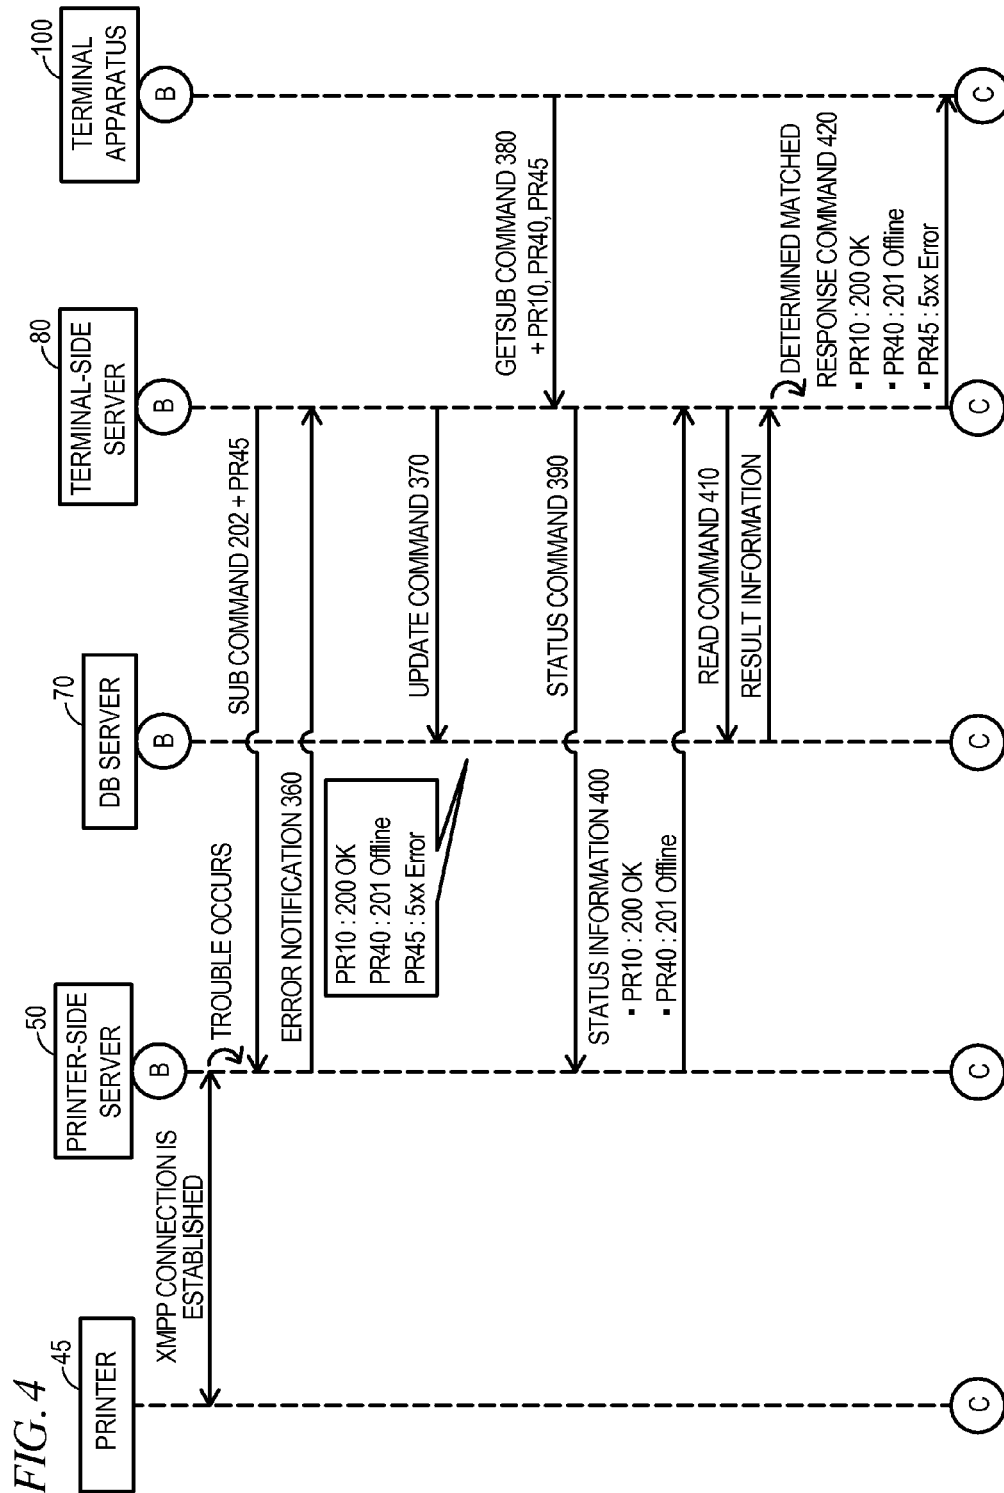 FIG. 4
45
PRINTER
50
PRINTER-SIDE
SERVER
70
DB SERVER
80
TERMINAL-SIDE
SERVER
100
TERMINAL
APPARATUS
B
B
B
B
XMPP CONNECTION IS
ESTABLISHED
TROUBLE OCCURS
SUB COMMAND 202 + PR45
ERROR NOTIFICATION 360
PR10 : 200 OK
PR40 : 201 Offline
PR45 : 5xx Error
UPDATE COMMAND 370
GETSUB COMMAND 380
+ PR10, PR40, PR45
STATUS COMMAND 390
STATUS INFORMATION 400
▪ PR10 : 200 OK
▪ PR40 : 201 Offline
READ COMMAND 410
RESULT INFORMATION
DETERMINED MATCHED
RESPONSE COMMAND 420
▪ PR10 : 200 OK
▪ PR40 : 201 Offline
▪ PR45 : 5xx Error
C
C
C
C
C